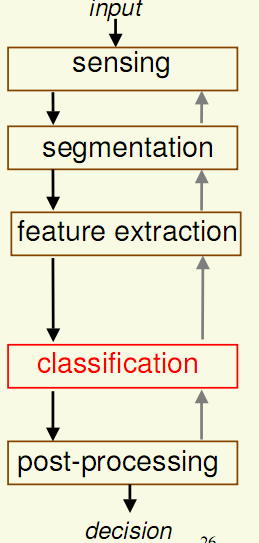 input
sensing
segmentation
feature extraction
classification
post-processing
decision
26